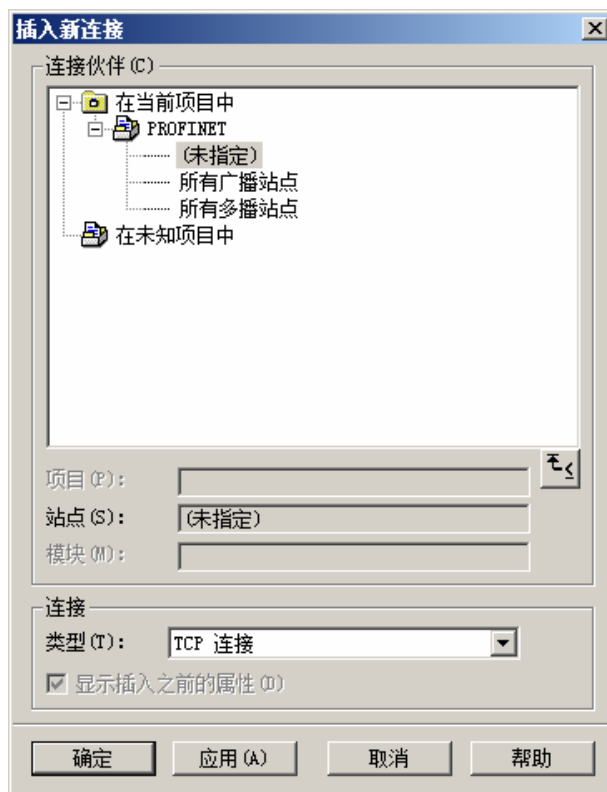 插入新连接
连接伙伴(C)
在当前项目中
PROFINET
(未指定)
所有广播站点
所有多播站点
在未知项目中
项目(P):
站点(S): (未指定)
模块(M):
连接
类型(T): TCP 连接
显示插入之前的属性(D)
确定 应用(A) 取消 帮助